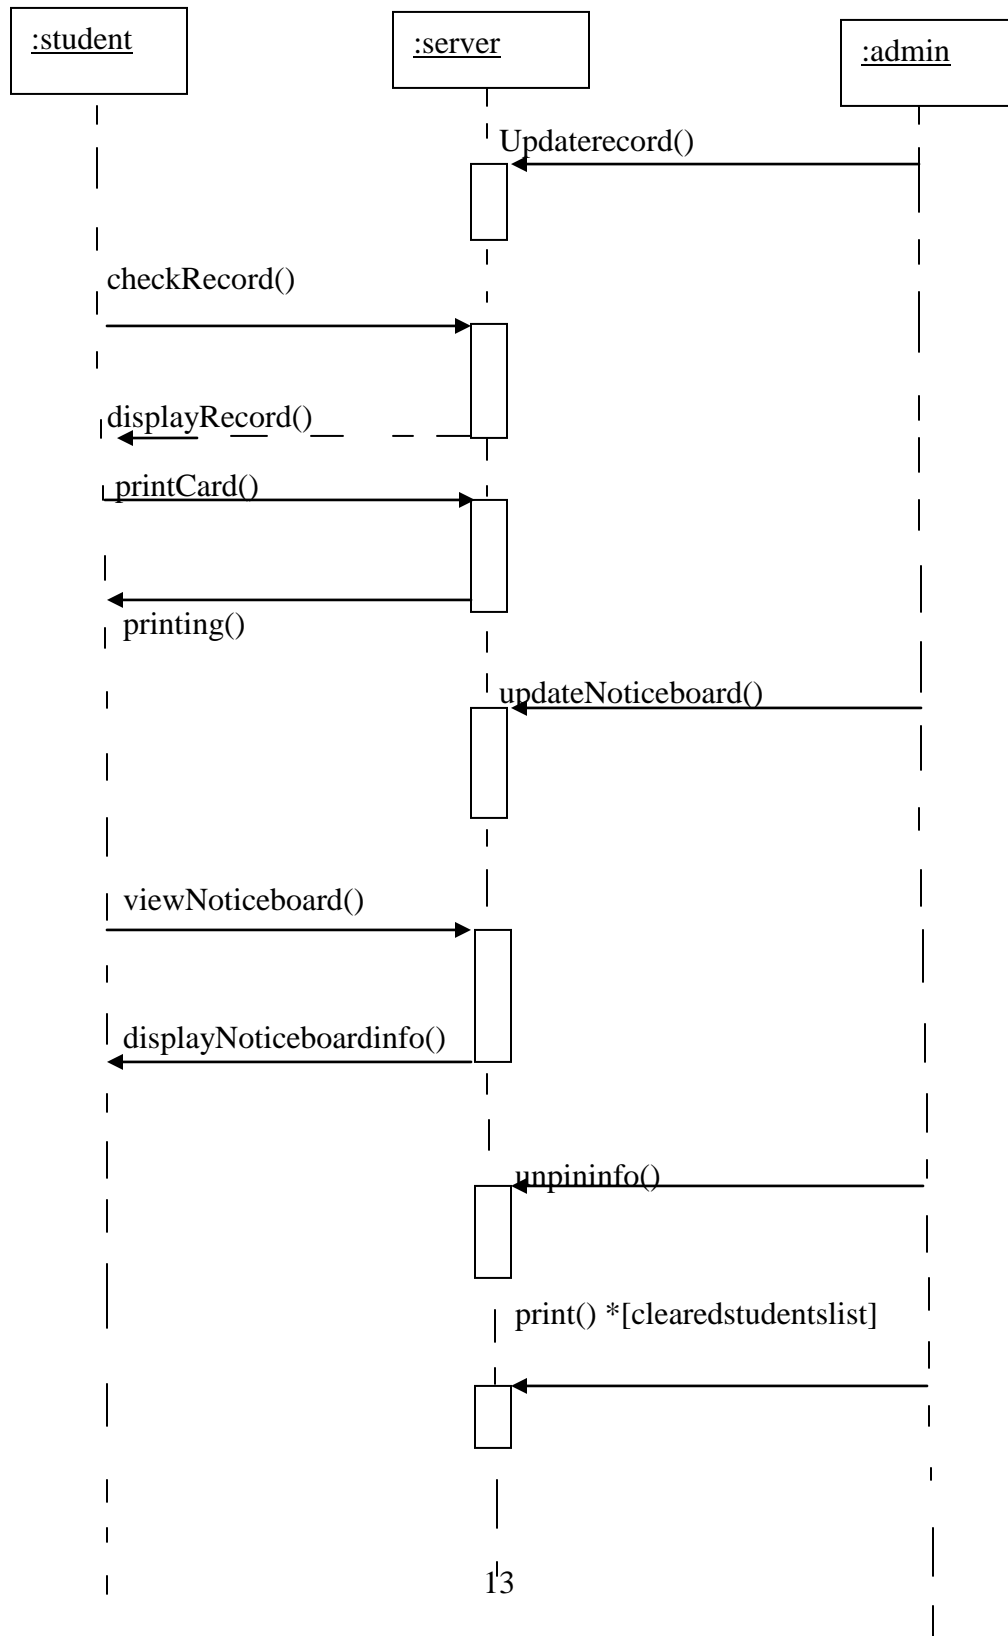 :student
:server
:admin
Updaterecord()
checkRecord()
displayRecord()
printCard()
printing()
updateNoticeboard()
viewNoticeboard()
displayNoticeboardinfo()
unpininfo()
print() *[clearedstudentslist]
13